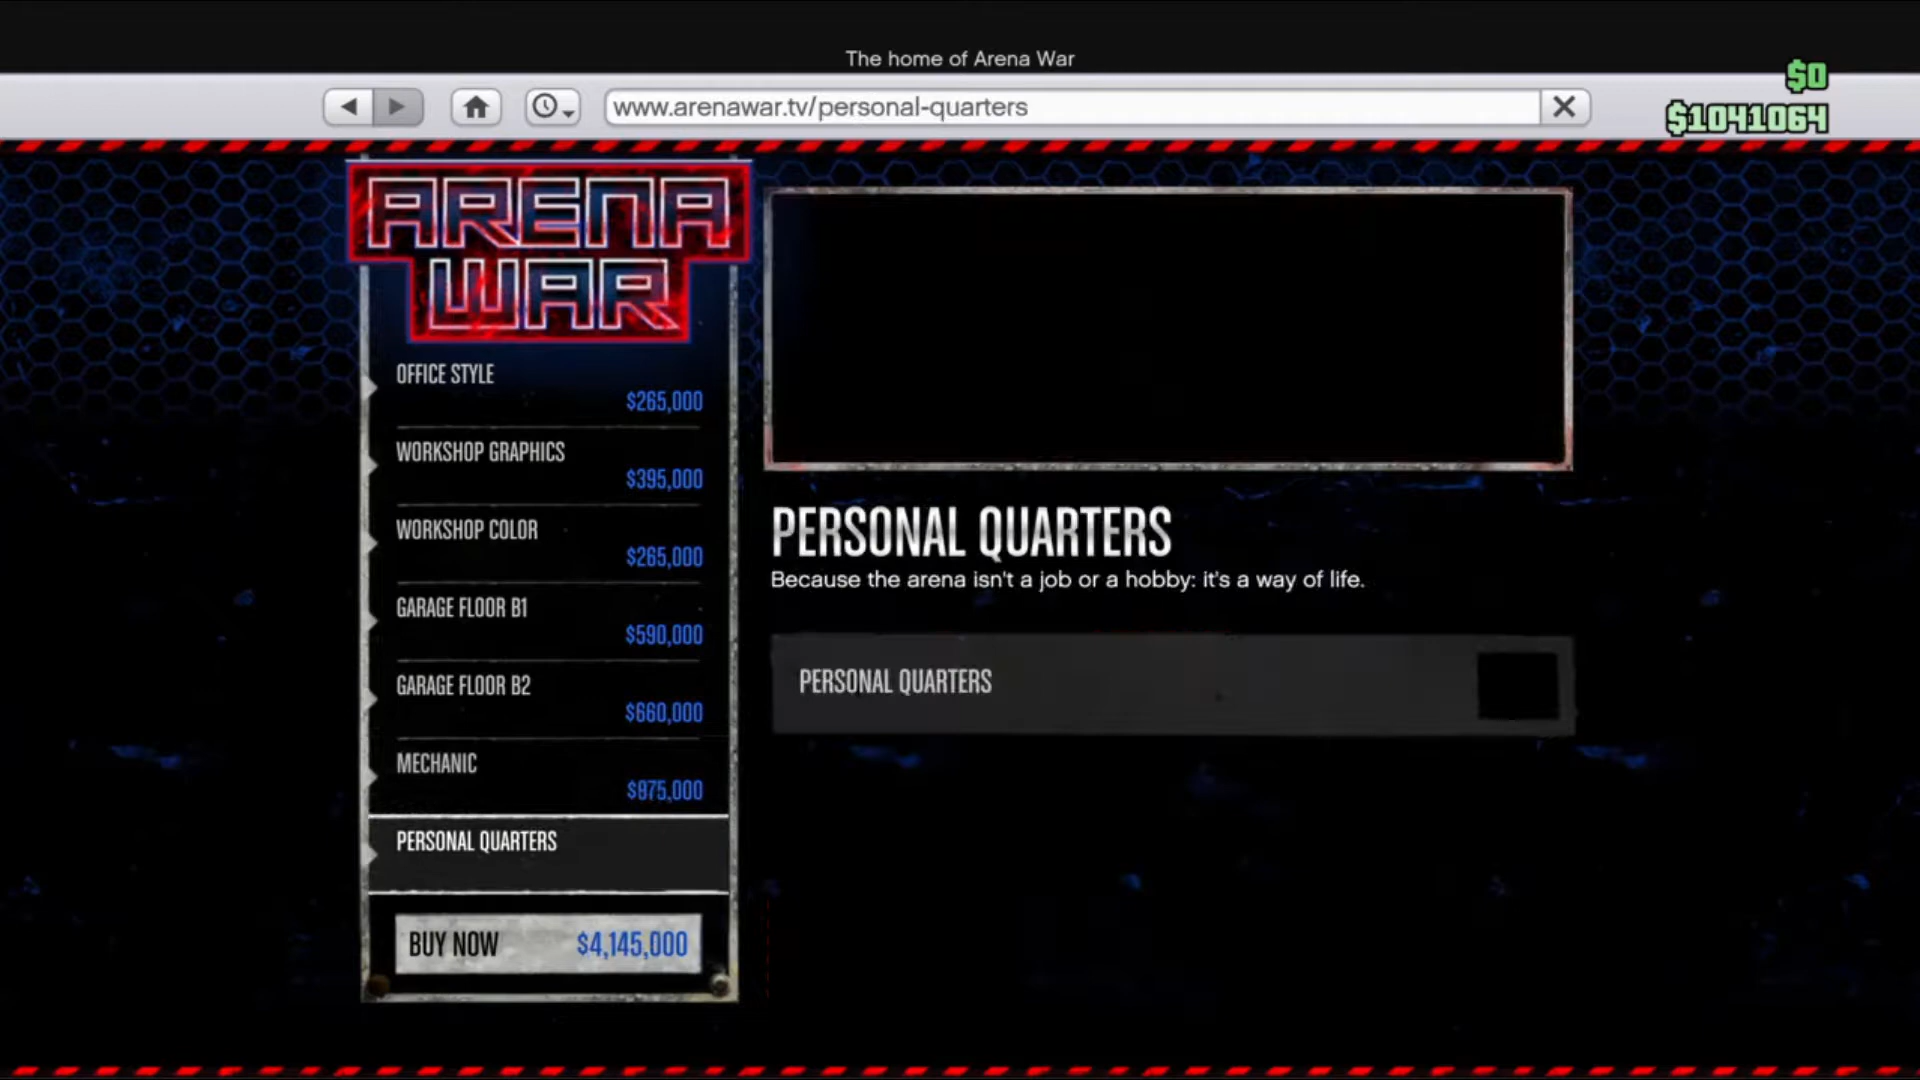 The home of Arena War
www.arenawar.tv/personal-quarters
$0
$1041064
ARENA
WAR
OFFICE STYLE
$265,000
WORKSHOP GRAPHICS
$395,000
WORKSHOP COLOR
$265,000
GARAGE FLOOR B1
$590,000
GARAGE FLOOR B2
$660,000
MECHANIC
$975,000
PERSONAL QUARTERS
BUY NOW $4,145,000
PERSONAL QUARTERS
Because the arena isn't a job or a hobby: it's a way of life.
PERSONAL QUARTERS